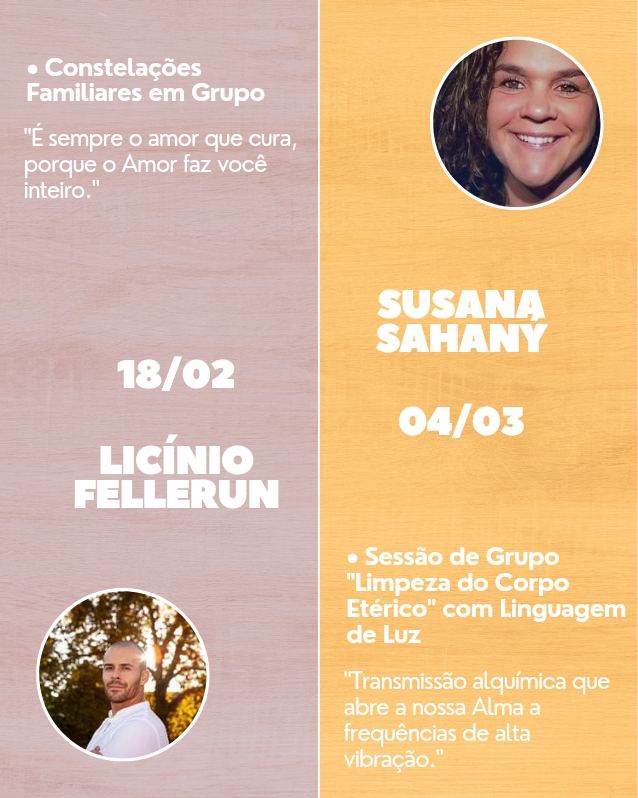 • Constelações
Familiares em Grupo
"É sempre o amor que cura,
porque o Amor faz você
inteiro."
18/02
LICÍNIO
FELLERUN
SUSANA
SAHANÝ
04/03
• Sessão de Grupo
"Limpeza do Corpo
Etérico" com Linguagem
de Luz
"Transmissão alquímica que
abre a nossa Alma a
frequências de alta
vibração."